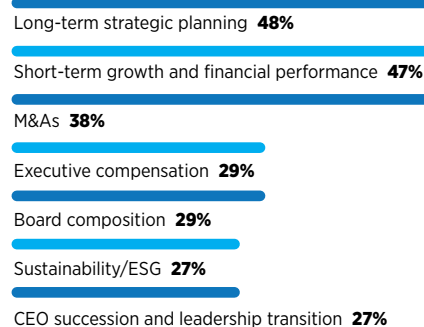 Long-term strategic planning 48%
Short-term growth and financial performance 47%
M&As 38%
Executive compensation 29%
Board composition 29%
Sustainability/ESG 27%
CEO succession and leadership transition 27%